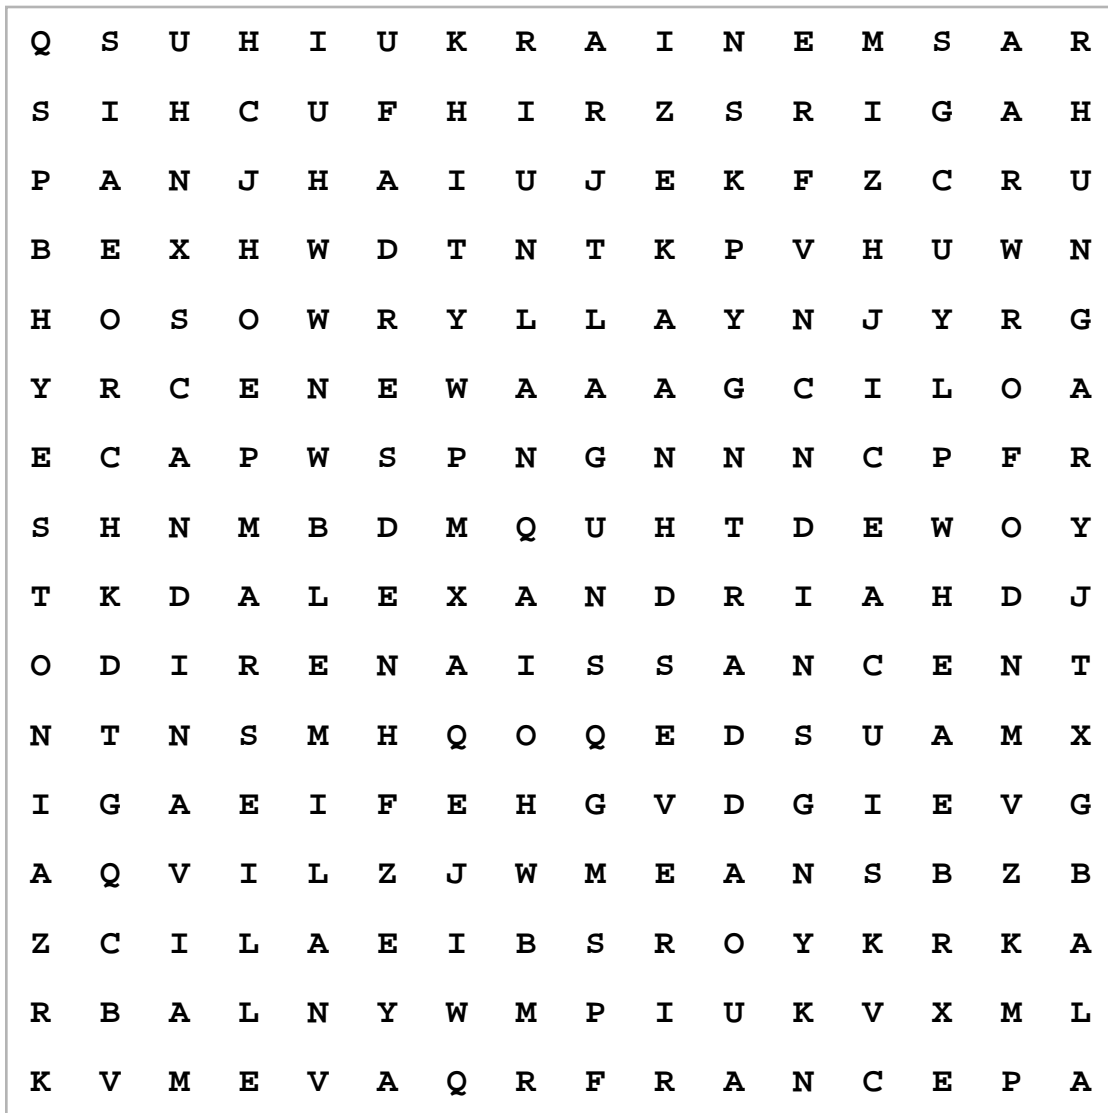 Q S U H I U K R A I N E M S A R
S I H C U F H I R Z S R I G A H
P A N J H A I U J E K F Z C R U
B E X H W D T N T K P V H U W N
H O S O W R Y L L A Y N J Y R G
Y R C E N E W A A A G C I L O A
E C A P W S P N G N N N C P F R
S H N M B D M Q U H T D E W O Y
T K D A L E X A N D R I A H D J
O D I R E N A I S S A N C E N T
N T N S M H Q O Q E D S U A M X
I G A E I F E H G V D G I E V G
A Q V I L Z J W M E A N S B Z B
Z C I L A E I B S R O Y K R K A
R B A L N Y W M P I U K V X M L
K V M E V A Q R F R A N C E P A